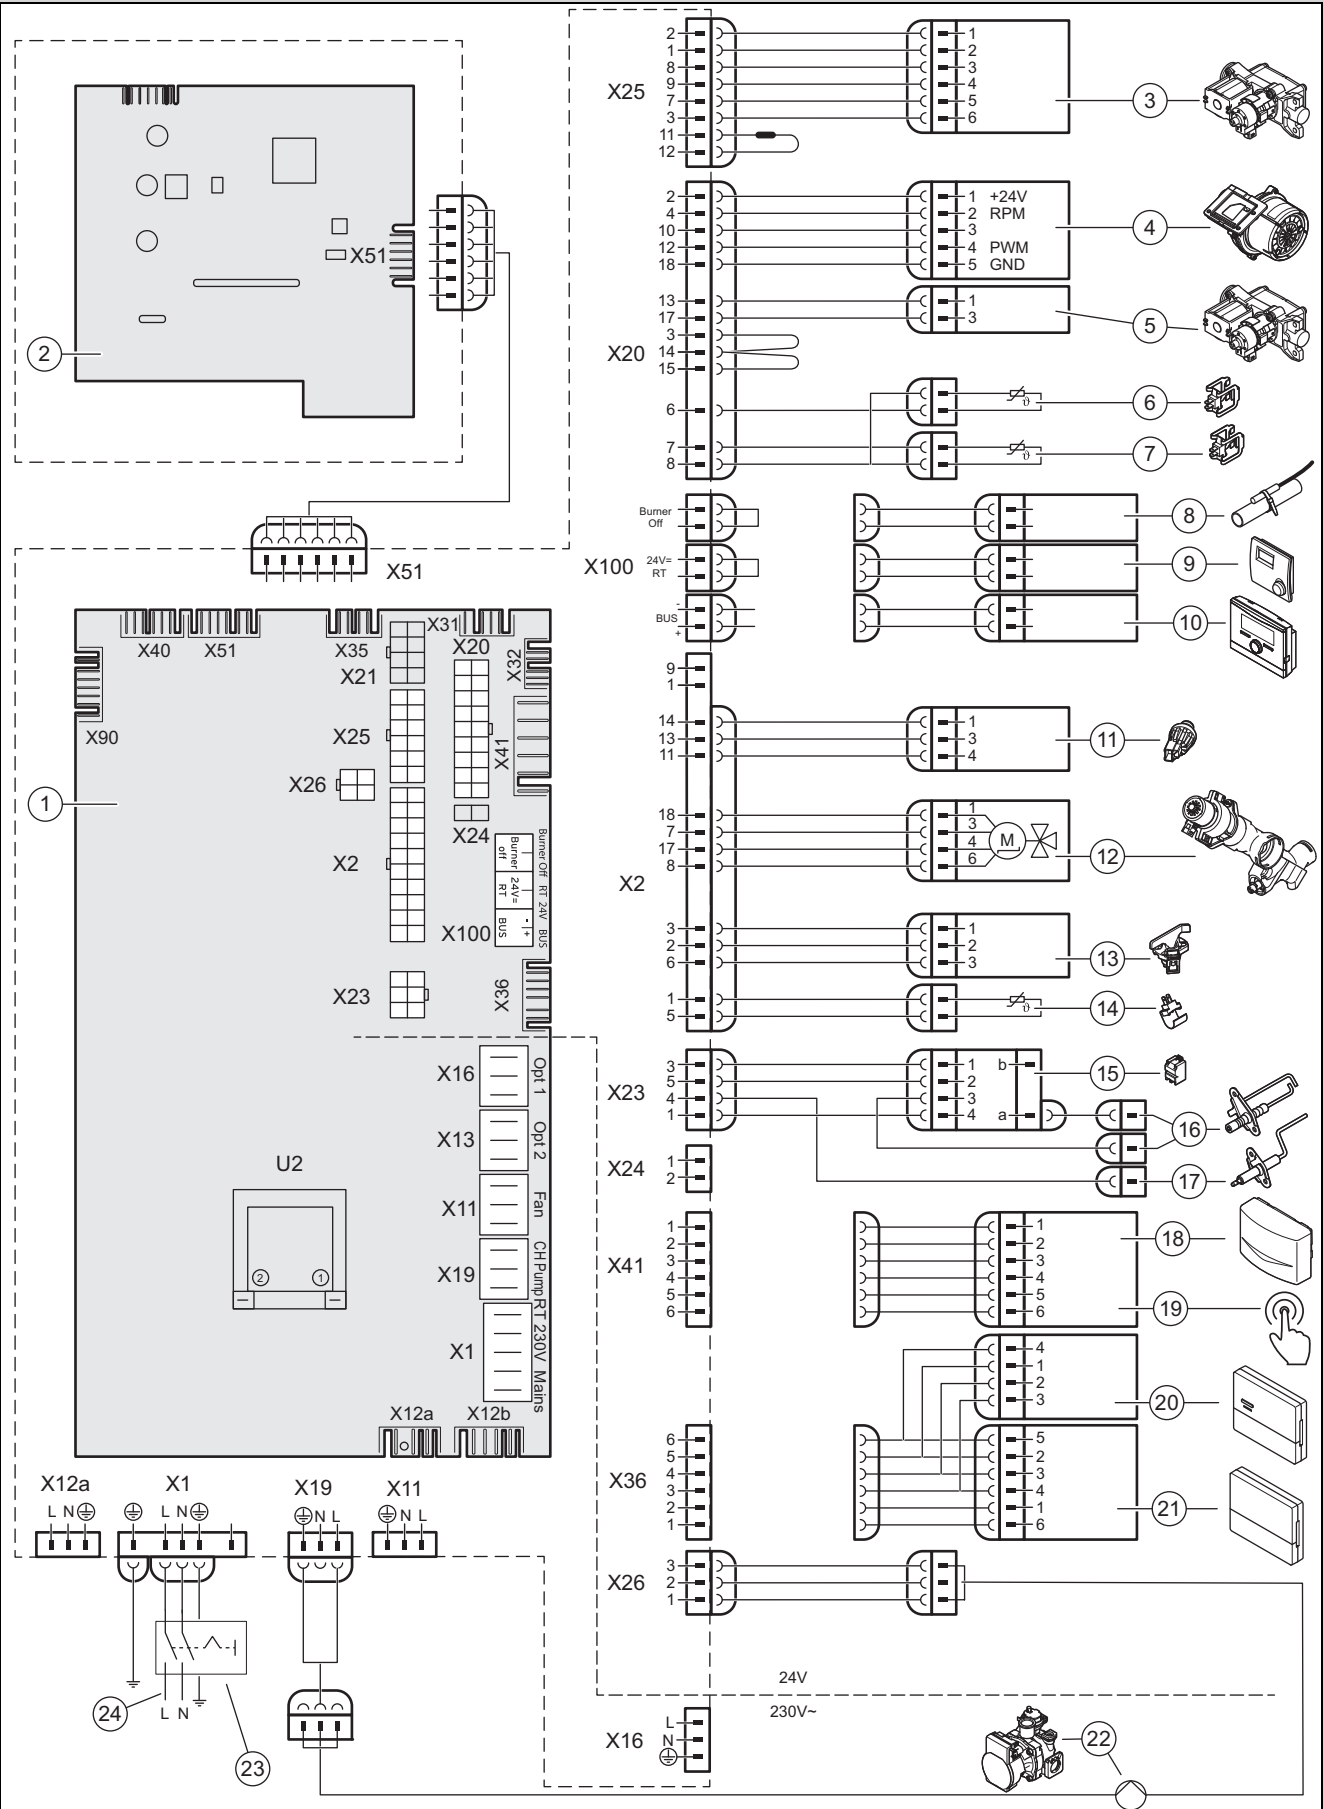 X25
2 1
1 2
8 3
9 4
7 5
3 6
11
12
3
X51
2
X20
2 1 +24V
4 2 RPM
10 3
12 4 PWM
18 5 GND
4
13 1
17 3
3
14
15
5
6
6
7
8
7
X51
X100
Burner
Off
8
24V=
RT
9
-
BUS
+
10
X40 X51 X35 X31 X20 X32
X21
X90
X25
X41
X26
X24
1
X2
Burner
off
24V=
RT
- +
BUS
Burner Off RT 24V BUS
X100
X23
X36
X16 Opt 1
X13 Opt 2
X11 Fan
X19 CH Pump
X1 RT 230V Mains
U2
2 1
X12a X12b
X2
9
1
14 1
13 3
11 4
11
18 1
7 3
17 4
8 6
M
12
3 1
2 2
6 3
13
1
5
ϑ
14
X23
3 1 b
5 2
4 3
1 4 a
15
16
X24
1
2
17
X41
1 1
2 2
3 3
4 4
5 5
6 6
18
19
4
1
2
3
20
X36
6 5
5 2
4 3
3 4
2 1
1 6
21
X26
3
2
1
X12a
L N
X1
L N
X19
N L
X11
N L
24
L N
23
24V
230V~
X16
L
N
22